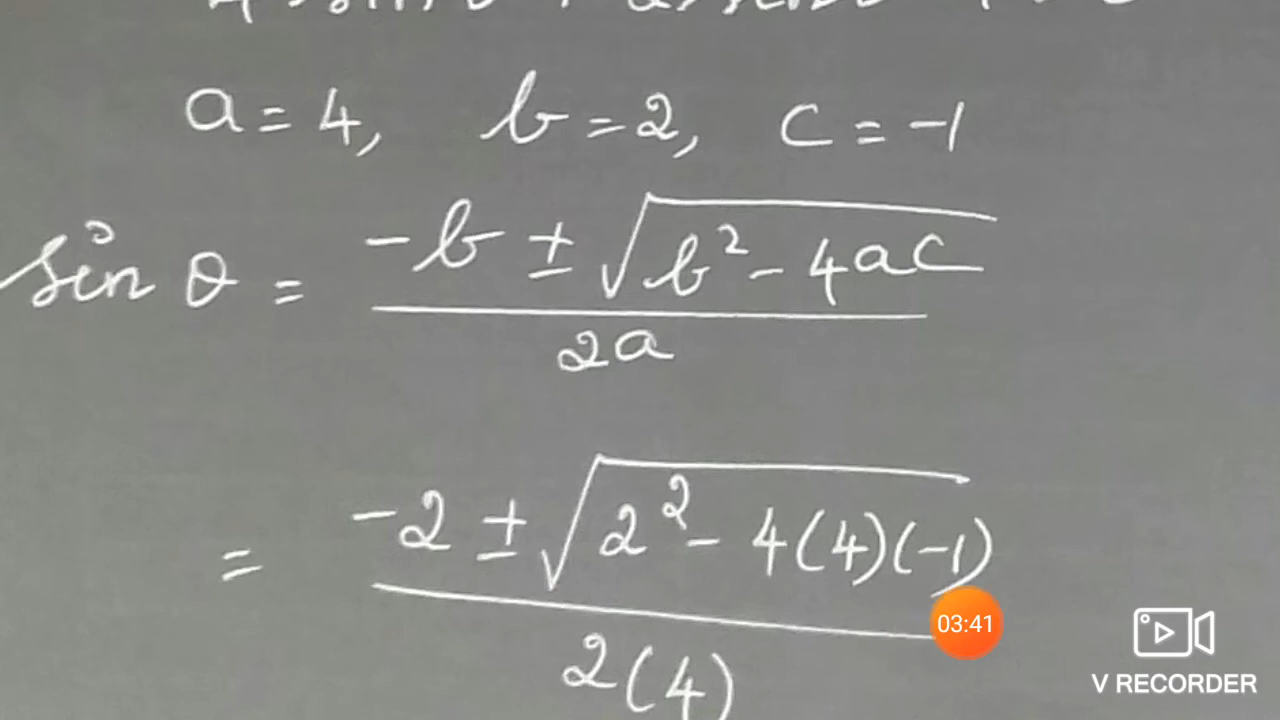 a = 4, b = 2, c = -1
sin θ = -b ± √b² - 4ac
2a
= -2 ± √2² - 4(4)(-1)
2(4)
03:41
V RECORDER